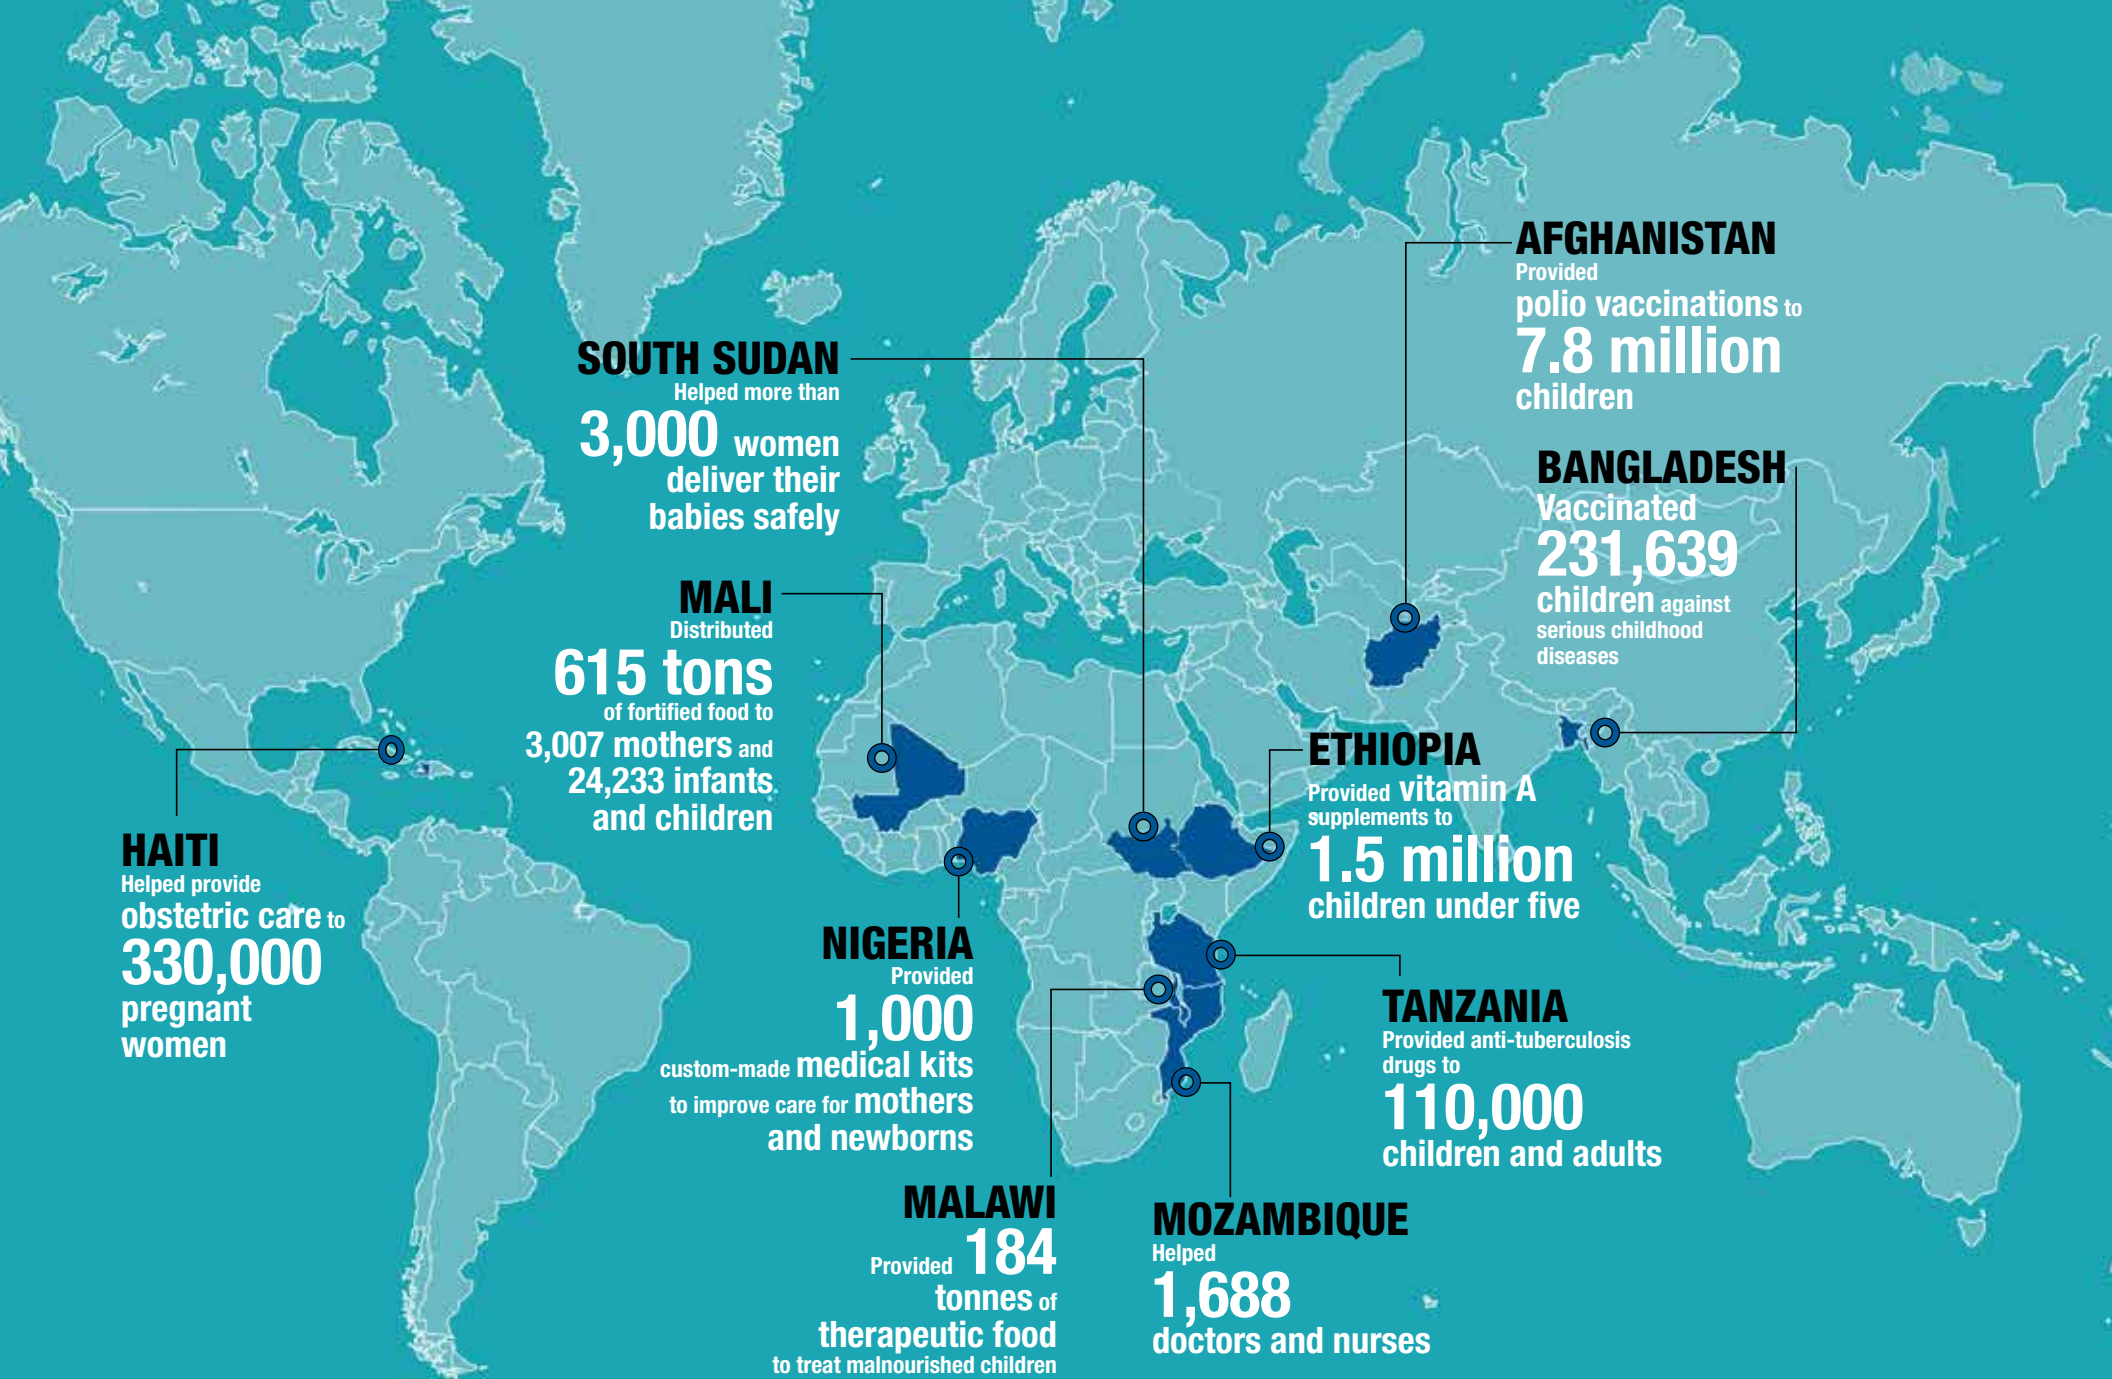 AFGHANISTAN
Provided
polio vaccinations to
7.8 million
children
SOUTH SUDAN
Helped more than
3,000 women
deliver their
babies safely
BANGLADESH
Vaccinated
231,639
children against
serious childhood
diseases
MALI
Distributed
615 tons
of fortified food to
3,007 mothers and
24,233 infants
and children
ETHIOPIA
Provided vitamin A
supplements to
1.5 million
children under five
HAITI
Helped provide
obstetric care to
330,000
pregnant
women
NIGERIA
Provided
1,000
custom-made medical kits
to improve care for mothers
and newborns
TANZANIA
Provided anti-tuberculosis
drugs to
110,000
children and adults
MALAWI
Provided 184
tonnes of
therapeutic food
to treat malnourished children
MOZAMBIQUE
Helped
1,688
doctors and nurses